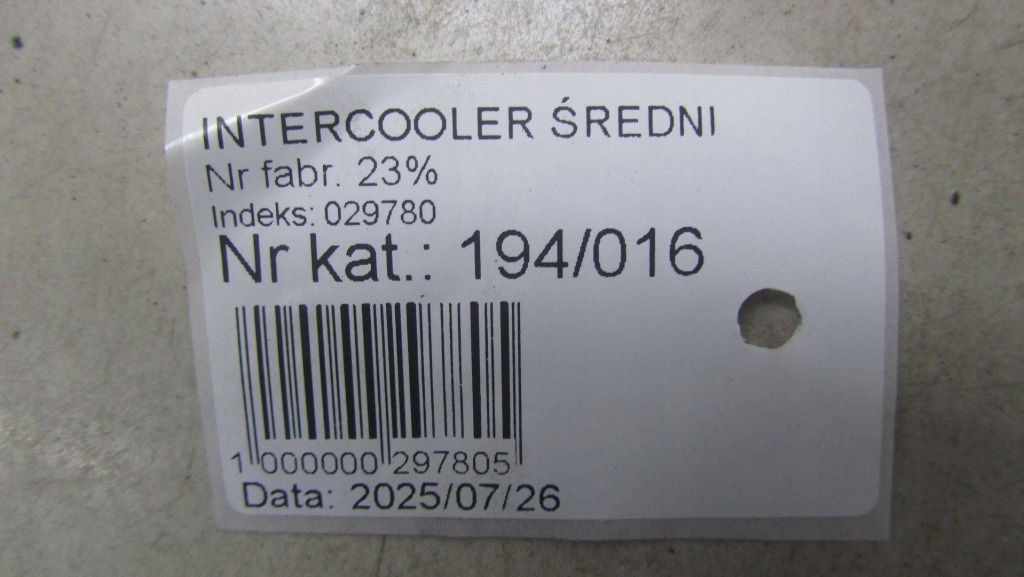 INTERCOOLER ŚREDNI
Nr fabr. 23%
Indeks: 029780
Nr kat.: 194/016
1 000000 297805
Data: 2025/07/26